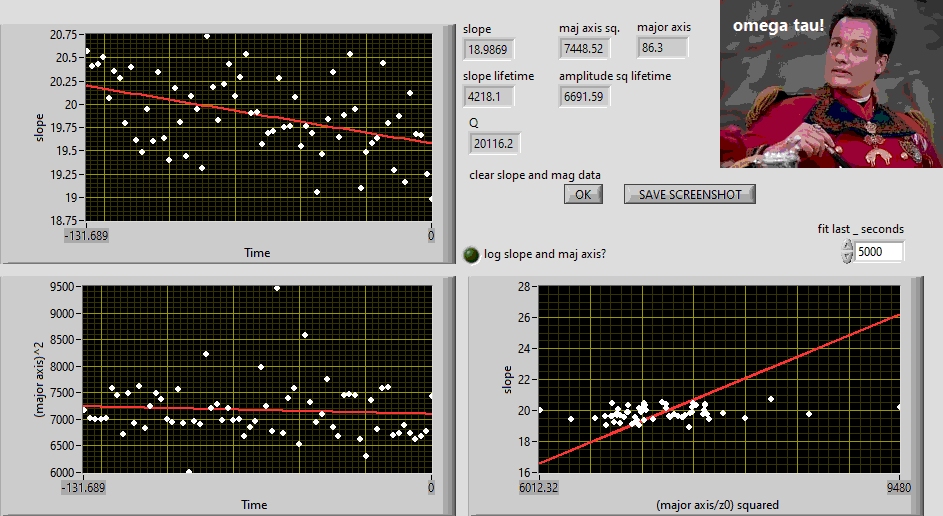 slope
maj axis sq.
major axis
omega tau!
18.9869
7448.52
86.3
slope lifetime
amplitude sq lifetime
4218.1
6691.59
Q
20116.2
clear slope and mag data
OK
SAVE SCREENSHOT
fit last _ seconds
5000
log slope and maj axis?
20.75
20.5
20.25
20
19.75
19.5
19.25
19
18.75
slope
-131.689
0
Time
9500
9000
8500
8000
7500
7000
6500
6000
(major axis)^2
-131.689
0
Time
28
26
24
22
20
18
16
slope
6012.32
9480
(major axis/z0) squared